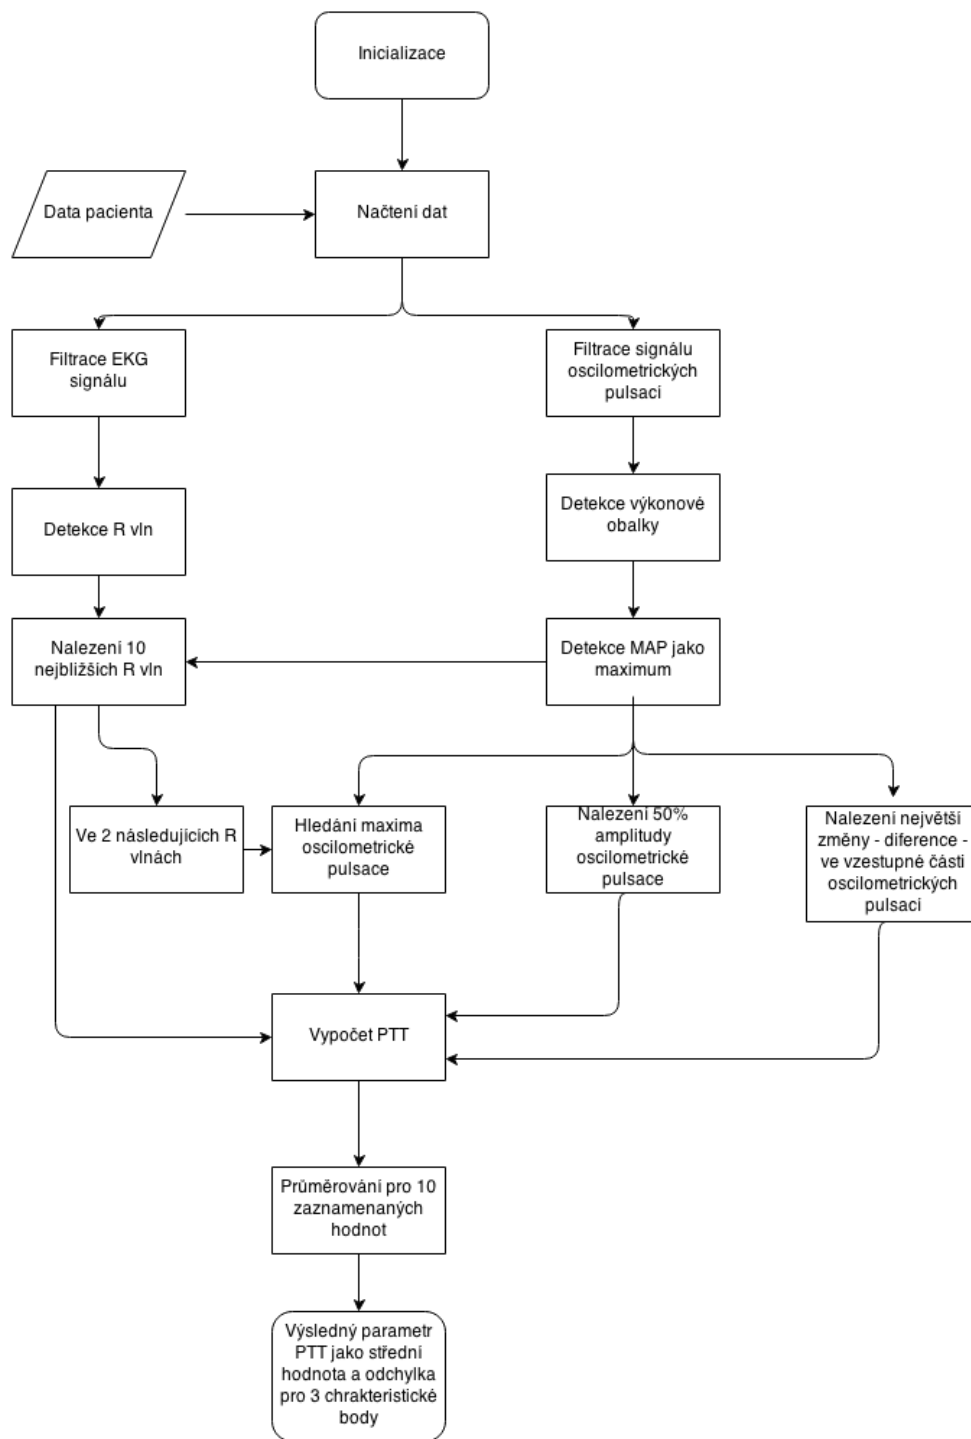 Inicializace
Data pacienta
Načtení dat
Filtrace EKG
signálu
Filtrace signálu
oscilometrických
pulsací
Detekce R vln
Detekce výkonové
obalky
Nalezení 10
nejbližších R vln
Detekce MAP jako
maximum
Ve 2 následujících R
vlnách
Hledání maxima
oscilometrické
pulsace
Nalezení 50%
amplitudy
oscilometrické
pulsace
Nalezení největší
změny - diference -
ve vzestupné části
oscilometrických
pulsací
Vypočet PTT
Průměrování pro 10
zaznamenaných
hodnot
Výsledný parametr
PTT jako střední
hodnota a odchylka
pro 3 chrakteristické
body